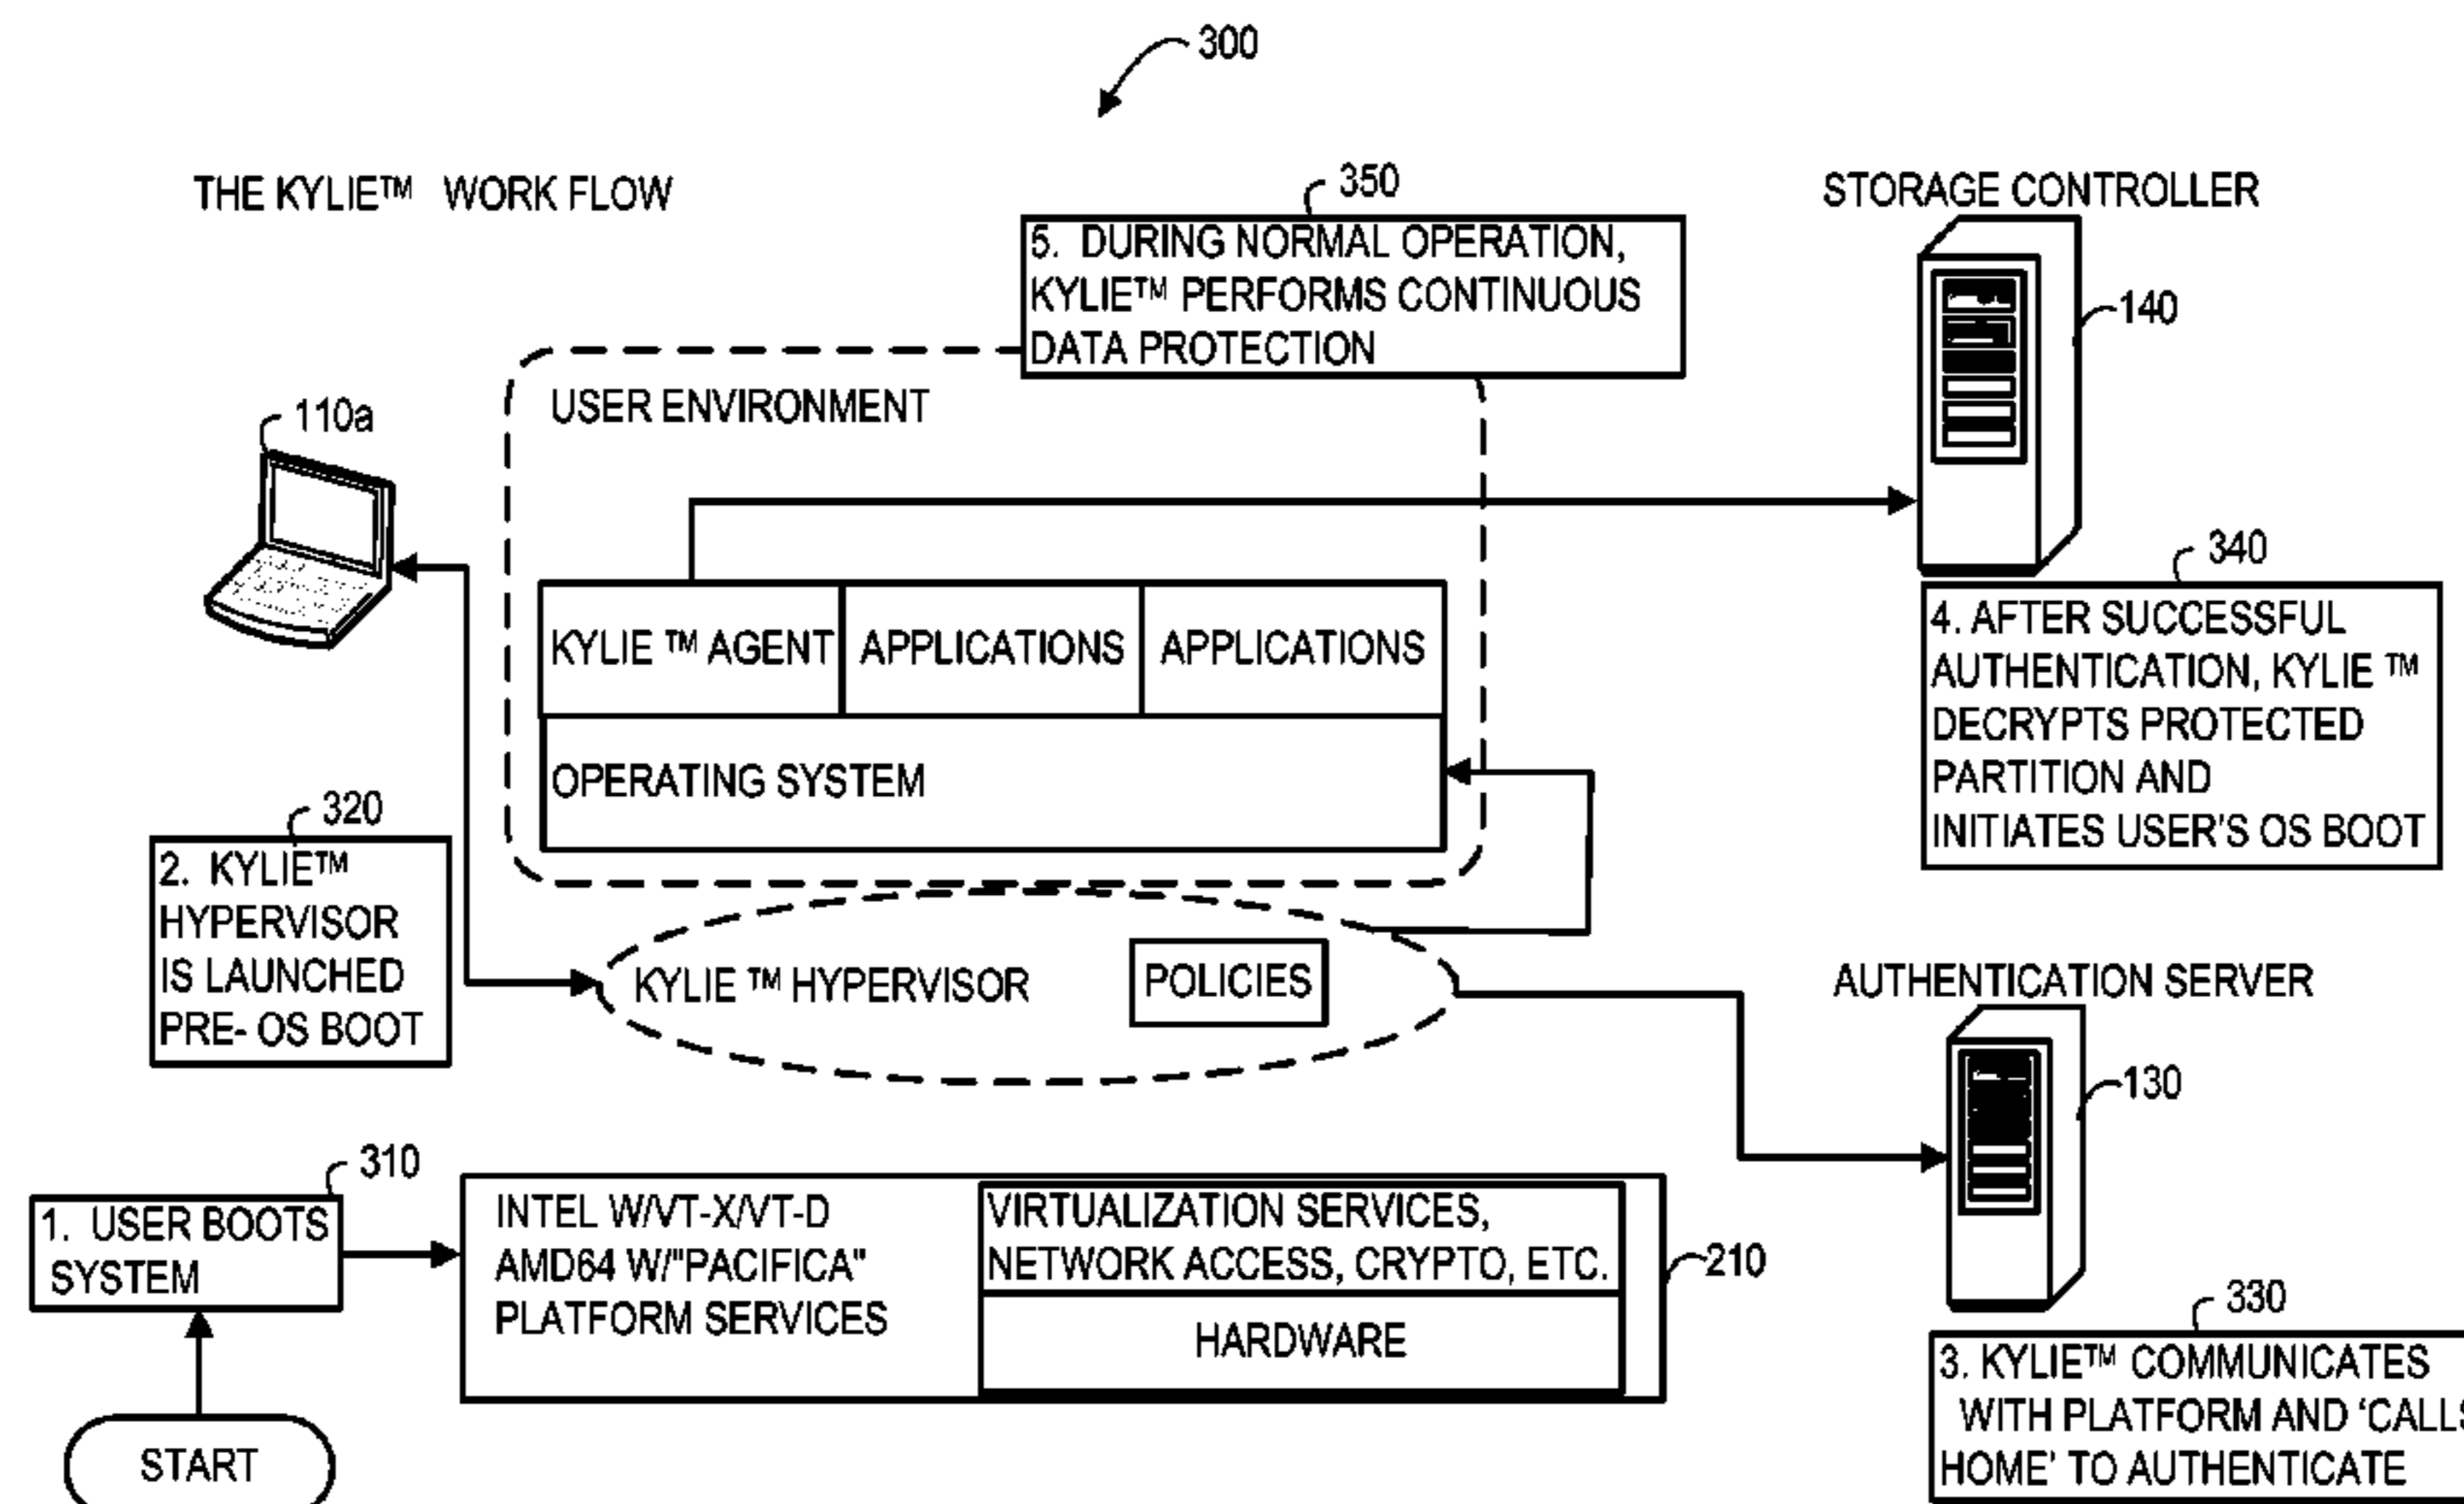 300
THE KYLIE™ WORK FLOW
350
5. DURING NORMAL OPERATION,
KYLIE™ PERFORMS CONTINUOUS
DATA PROTECTION
STORAGE CONTROLLER
140
USER ENVIRONMENT
110a
KYLIE ™ AGENT
APPLICATIONS
APPLICATIONS
OPERATING SYSTEM
340
4. AFTER SUCCESSFUL
AUTHENTICATION, KYLIE ™
DECRYPTS PROTECTED
PARTITION AND
INITIATES USER'S OS BOOT
320
2. KYLIE™
HYPERVISOR
IS LAUNCHED
PRE- OS BOOT
KYLIE ™ HYPERVISOR
POLICIES
AUTHENTICATION SERVER
130
310
1. USER BOOTS
SYSTEM
INTEL W/VT-X/VT-D
AMD64 W/"PACIFICA"
PLATFORM SERVICES
VIRTUALIZATION SERVICES,
NETWORK ACCESS, CRYPTO, ETC.
HARDWARE
210
330
3. KYLIE™ COMMUNICATES
WITH PLATFORM AND 'CALLS
HOME' TO AUTHENTICATE
START